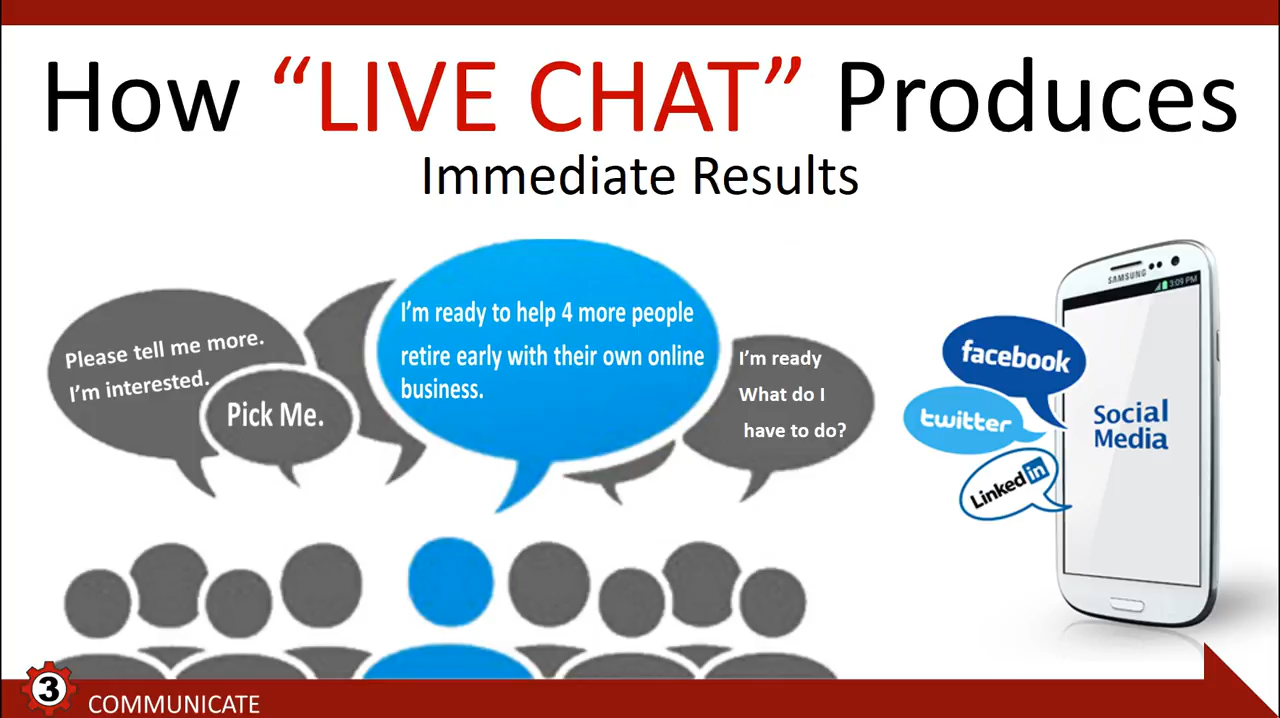 How “LIVE CHAT” Produces
Immediate Results
Please tell me more.
I’m interested.
Pick Me.
I’m ready to help 4 more people
retire early with their own online
business.
I’m ready
What do I
have to do?
SAMSUNG
3:09 PM
facebook
twitter
Linked in
Social
Media
3
COMMUNICATE